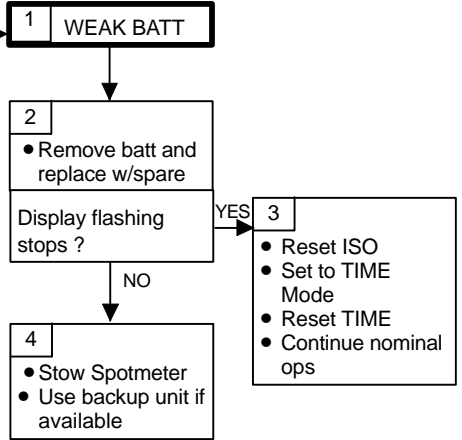 1 WEAK BATT
2
• Remove batt and
replace w/spare
Display flashing
stops ?
YES
3
• Reset ISO
• Set to TIME
Mode
• Reset TIME
• Continue nominal
ops
NO
4
• Stow Spotmeter
• Use backup unit if
available